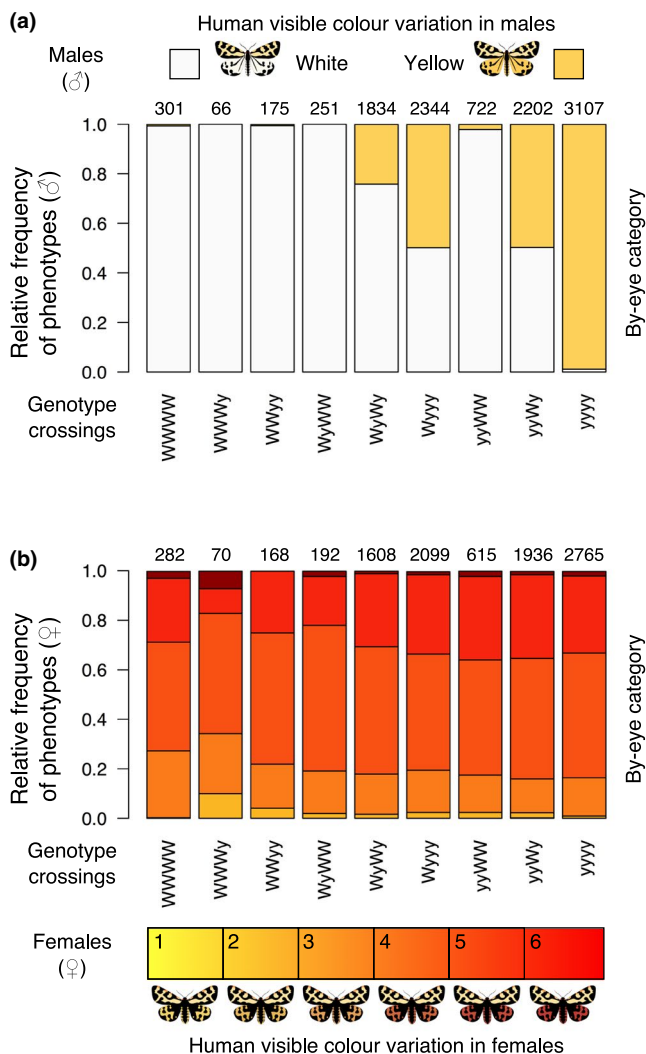 (a)
Human visible colour variation in males
Males
(♂)
White
Yellow
301 66 175 251 1834 2344 722 2202 3107
Relative frequency
of phenotypes (♂)
1.0
0.8
0.6
0.4
0.2
0.0
By-eye category
Genotype
crossings
WWWW WWWy WWyy WyWW WyWy Wyyy yyWW yyWy yyyy
(b)
282 70 168 192 1608 2099 615 1936 2765
Relative frequency
of phenotypes (♀)
1.0
0.8
0.6
0.4
0.2
0.0
By-eye category
Genotype
crossings
WWWW WWWy WWyy WyWW WyWy Wyyy yyWW yyWy yyyy
Females
(♀)
1 2 3 4 5 6
Human visible colour variation in females